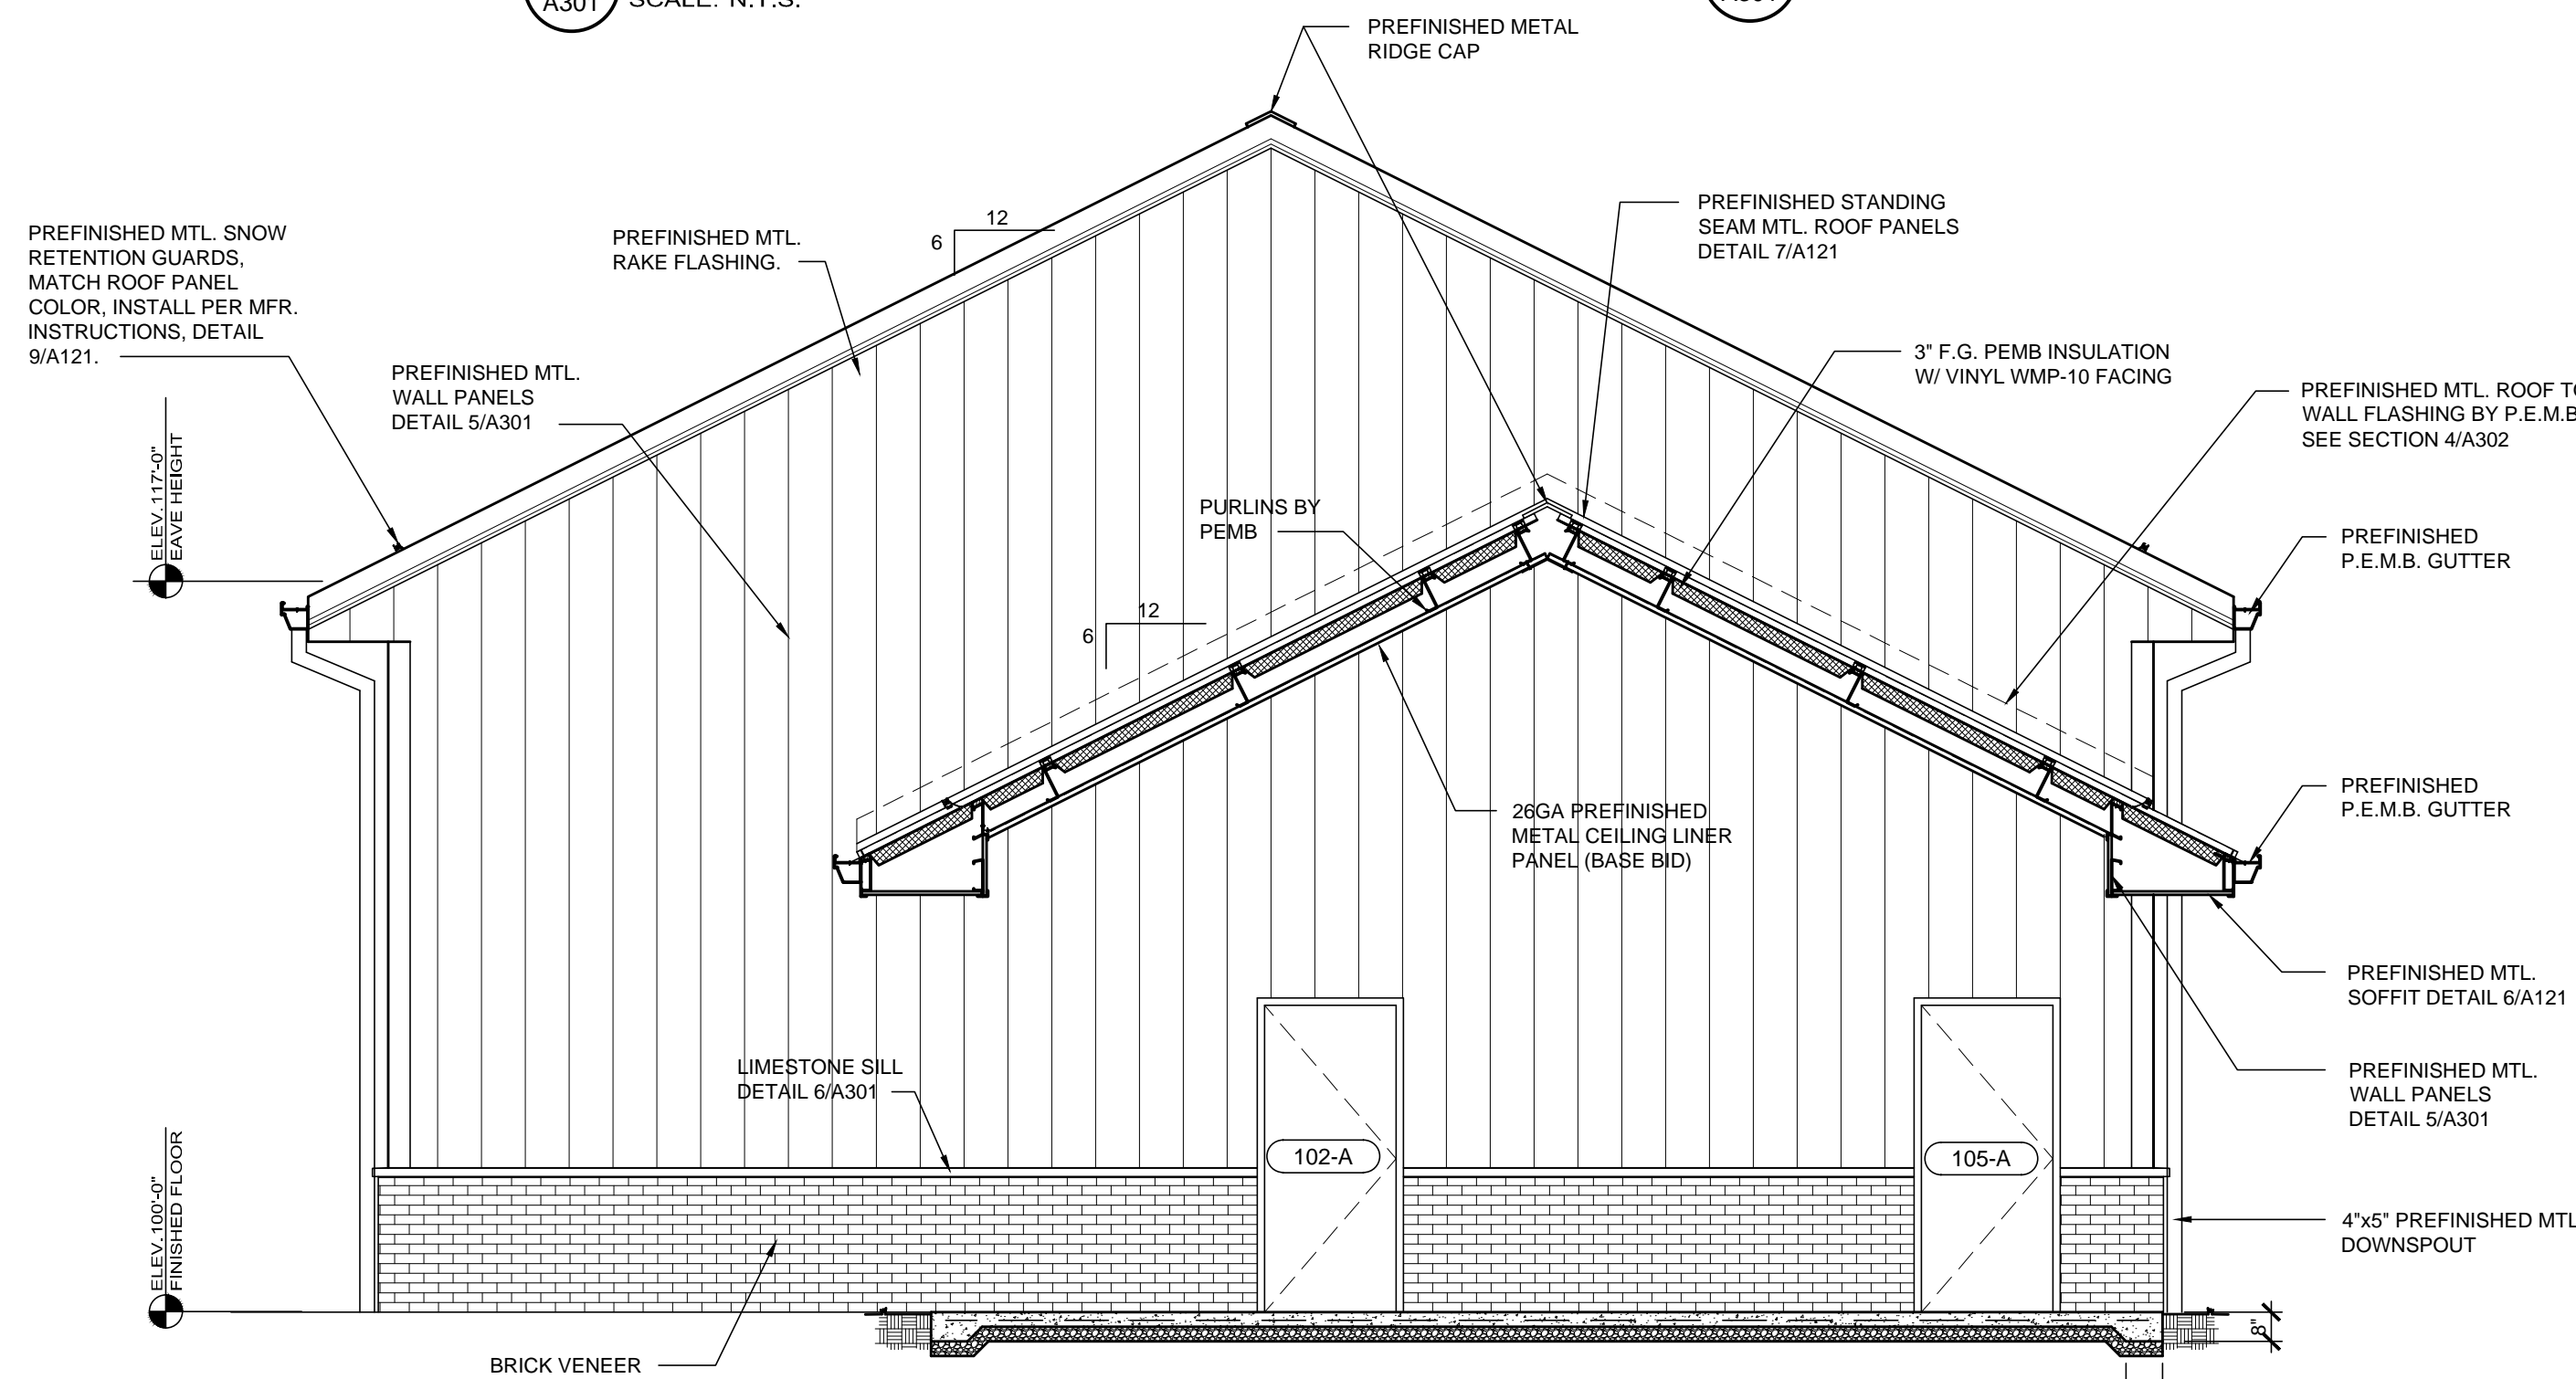 A301
SCALE: N.T.S.
PREFINISHED METAL
RIDGE CAP
PREFINISHED STANDING
SEAM MTL. ROOF PANELS
DETAIL 7/A121
12
6
PREFINISHED MTL.
RAKE FLASHING.
PREFINISHED MTL. SNOW
RETENTION GUARDS,
MATCH ROOF PANEL
COLOR, INSTALL PER MFR.
INSTRUCTIONS, DETAIL
9/A121.
PREFINISHED MTL.
WALL PANELS
DETAIL 5/A301
3" F.G. PEMB INSULATION
W/ VINYL WMP-10 FACING
PREFINISHED MTL. ROOF
WALL FLASHING BY P.E.M.B
SEE SECTION 4/A302
ELEV. 117'-0"
EAVE HEIGHT
PURLINS BY
PEMB
PREFINISHED
P.E.M.B. GUTTER
12
6
26GA PREFINISHED
METAL CEILING LINER
PANEL (BASE BID)
PREFINISHED
P.E.M.B. GUTTER
PREFINISHED MTL.
SOFFIT DETAIL 6/A121
LIMESTONE SILL
DETAIL 6/A301
PREFINISHED MTL.
WALL PANELS
DETAIL 5/A301
102-A
105-A
ELEV. 100'-0"
FINISHED FLOOR
4"x5" PREFINISHED MTL
DOWNSPOUT
8"
BRICK VENEER